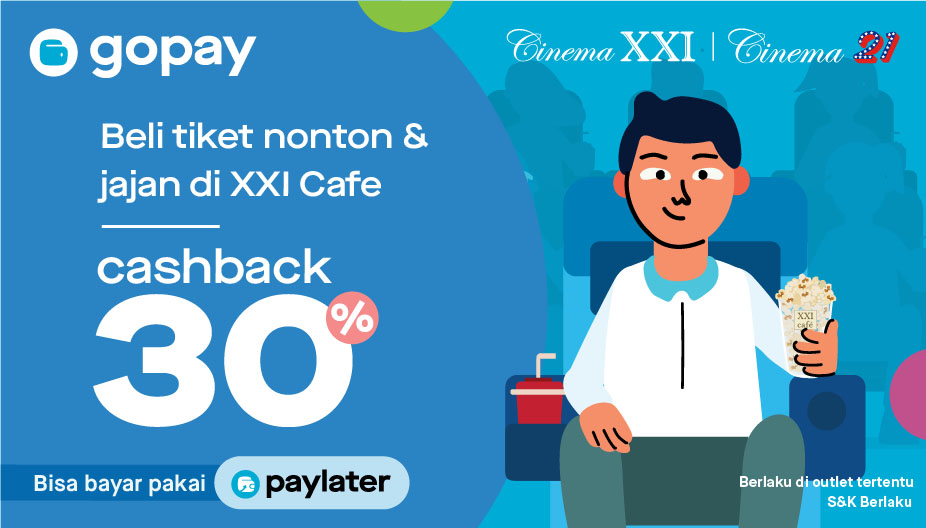 gopay
Cinema XXI | Cinema 21
Beli tiket nonton &
jajan di XXI Cafe
cashback
30%
XXI
café
Bisa bayar pakai paylater
Berlaku di outlet tertentu
S&K Berlaku